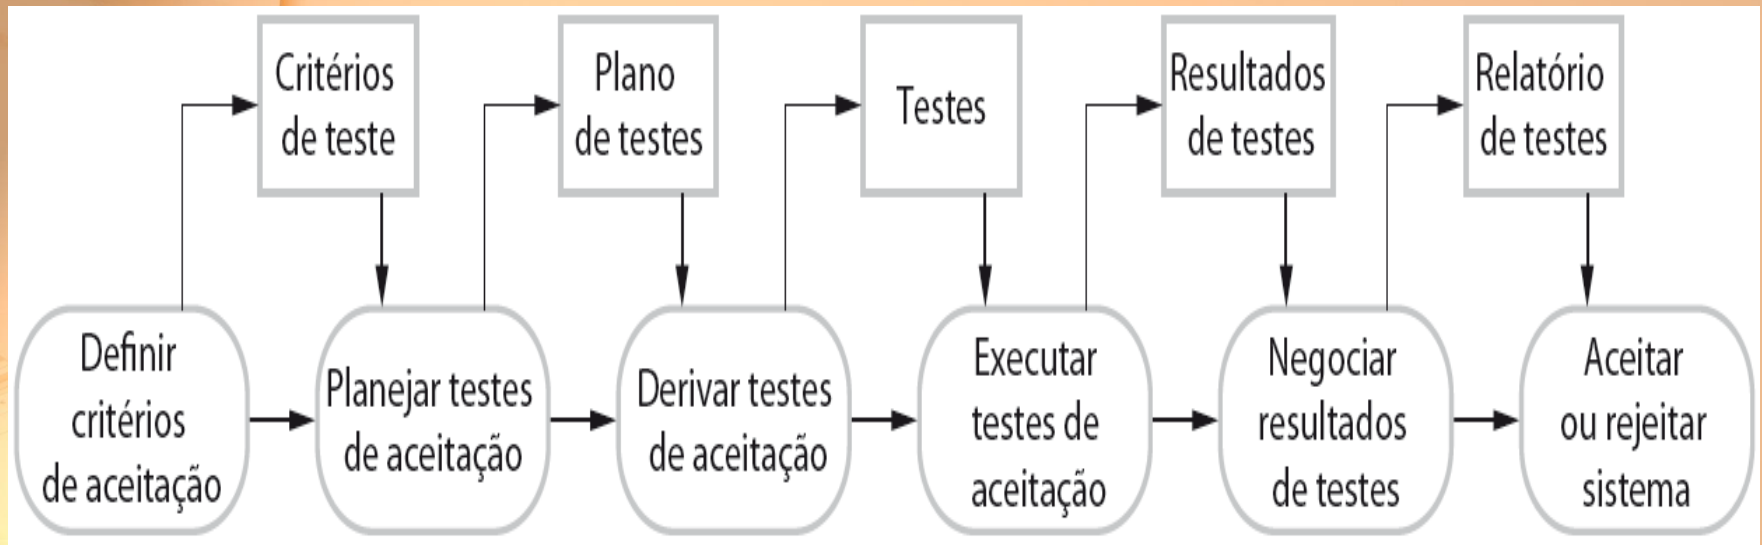 Critérios
de teste
Plano
de testes
Testes
Resultados
de testes
Relatório
de testes
Definir
critérios
de aceitação
Planejar testes
de aceitação
Derivar testes
de aceitação
Executar
testes de
aceitação
Negociar
resultados
de testes
Aceitar
ou rejeitar
sistema